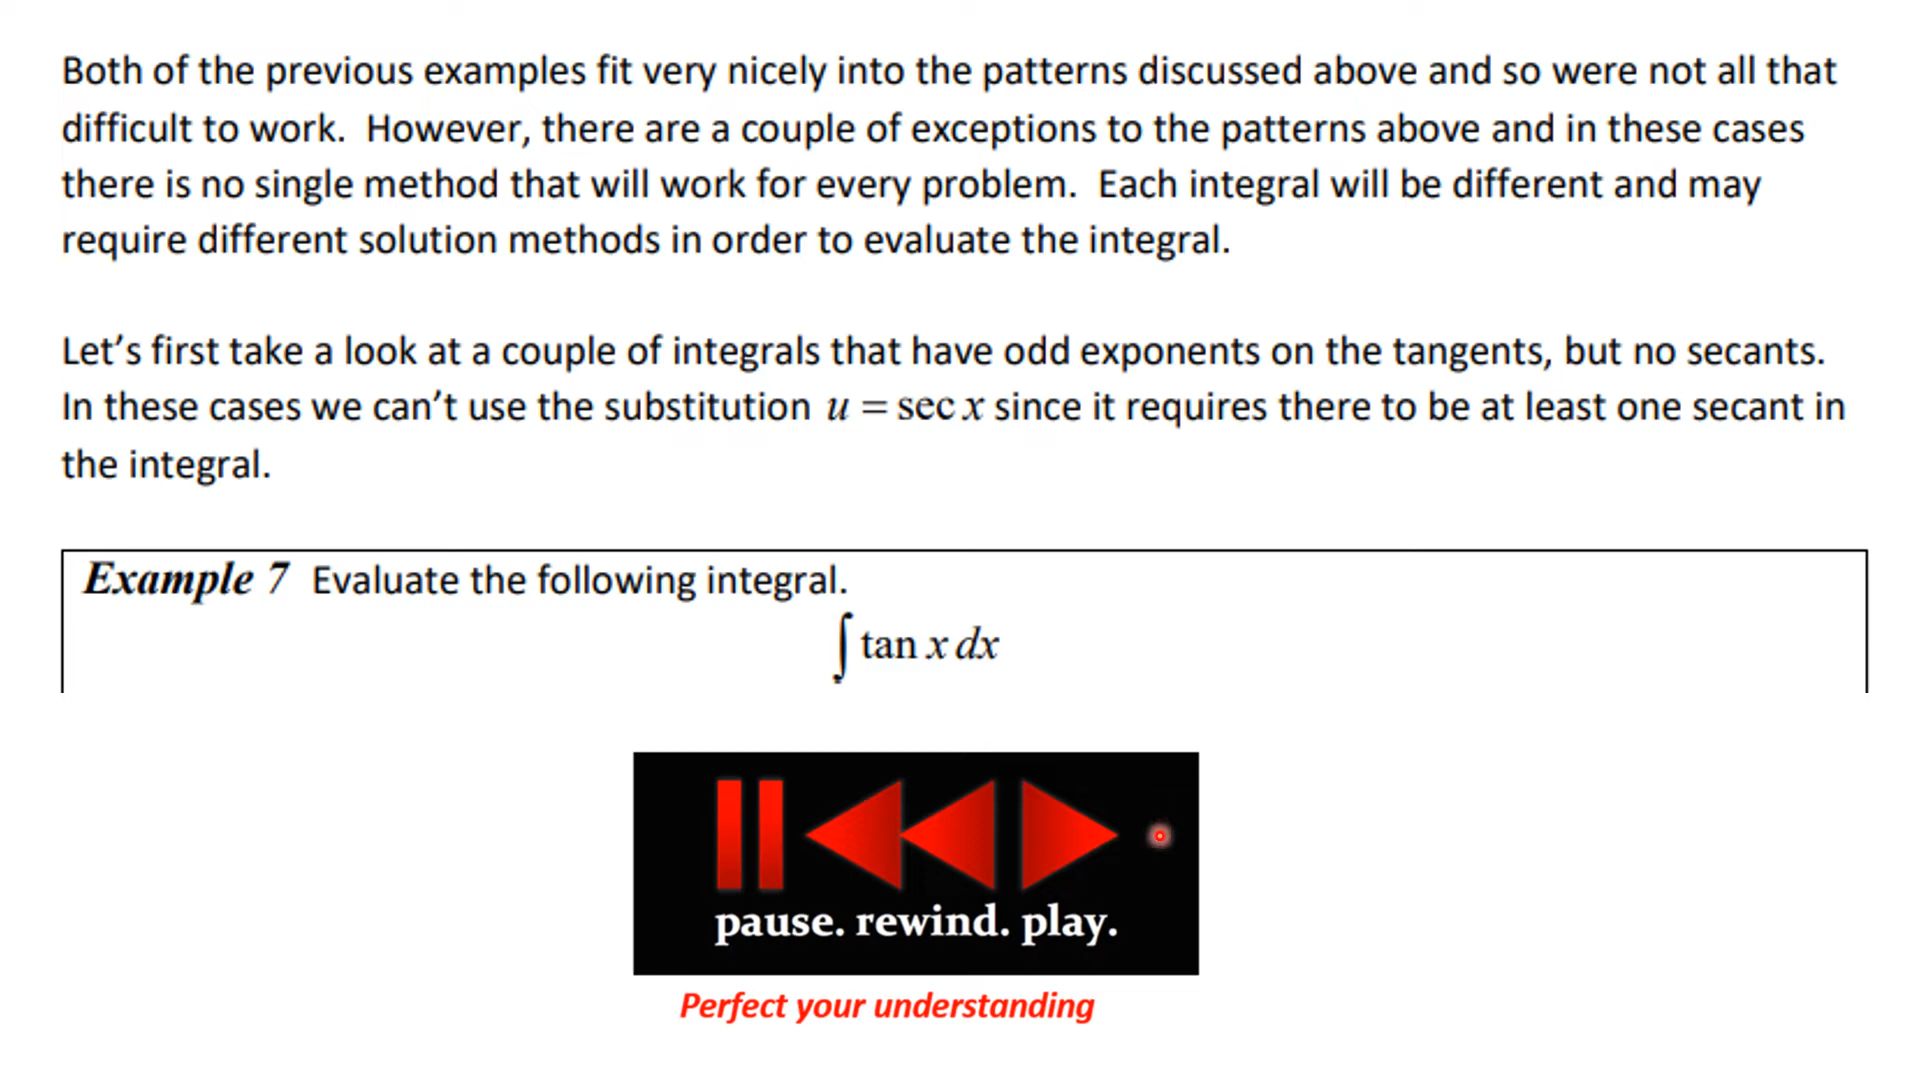 Both of the previous examples fit very nicely into the patterns discussed above and so were not all that
difficult to work.  However, there are a couple of exceptions to the patterns above and in these cases
there is no single method that will work for every problem.  Each integral will be different and may
require different solution methods in order to evaluate the integral.
Let’s first take a look at a couple of integrals that have odd exponents on the tangents, but no secants.
In these cases we can’t use the substitution u = sec x since it requires there to be at least one secant in
the integral.
Example 7  Evaluate the following integral.
∫ tan x dx
pause. rewind. play.
Perfect your understanding